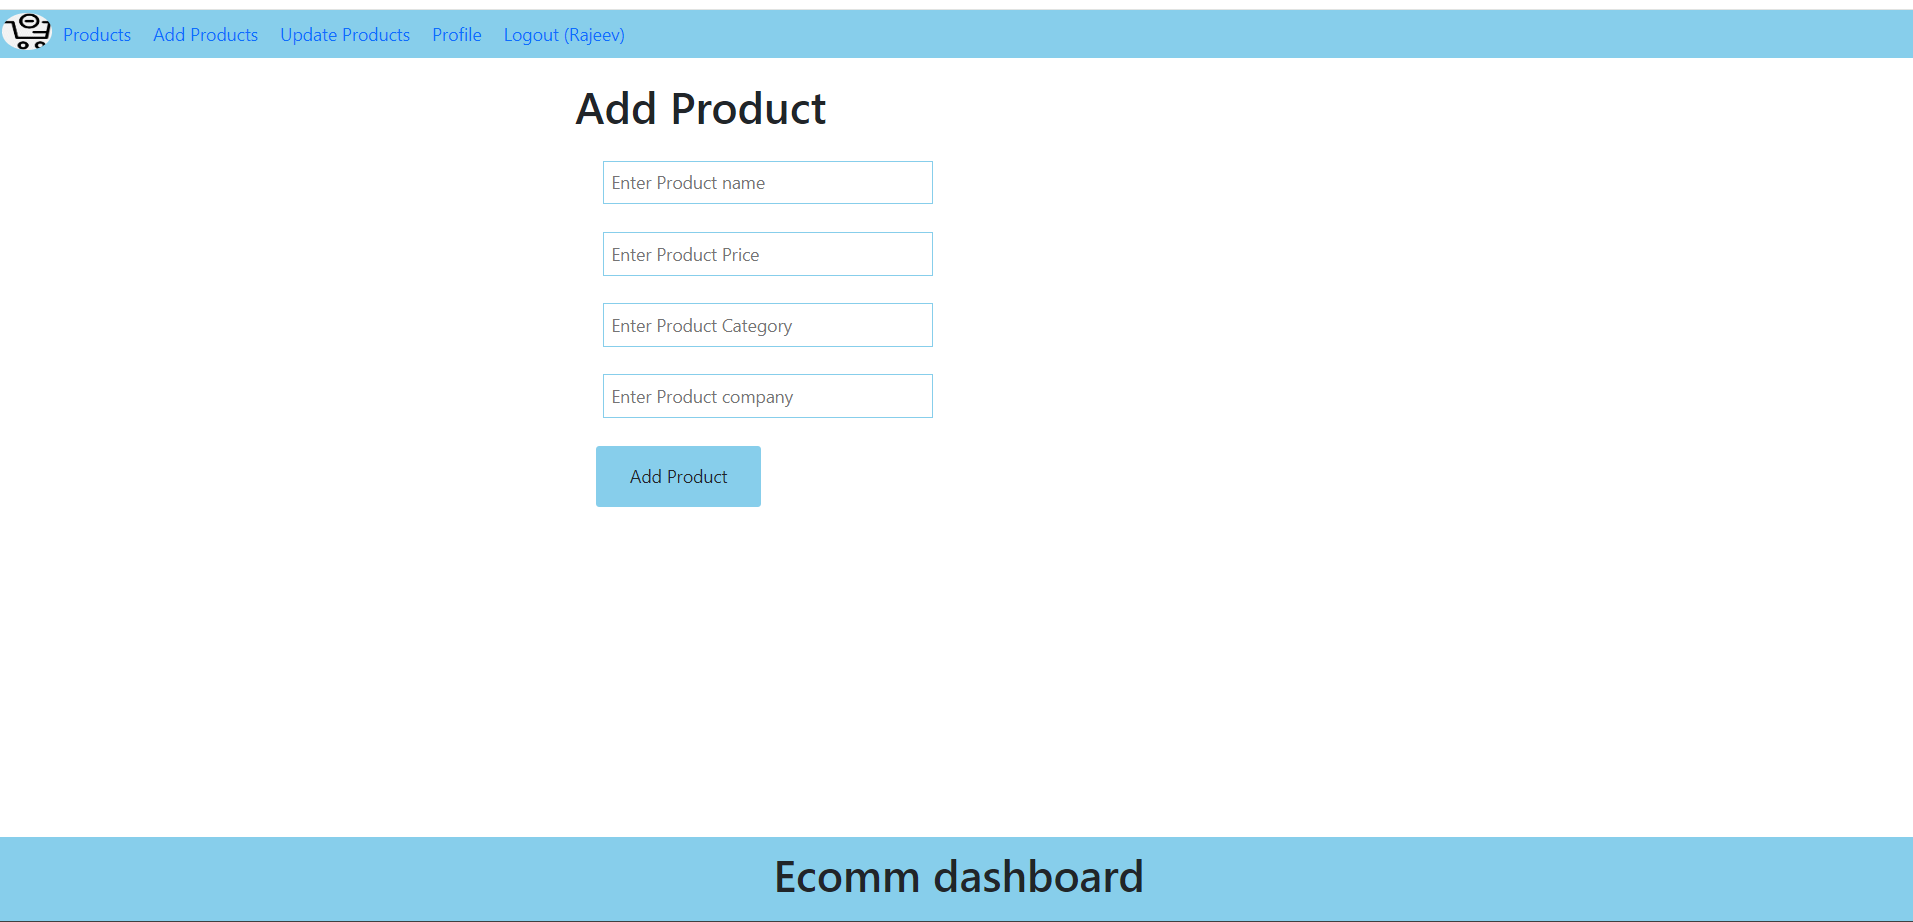 Products Add Products Update Products Profile Logout (Rajeev)
Add Product
Enter Product name
Enter Product Price
Enter Product Category
Enter Product company
Add Product
Ecomm dashboard